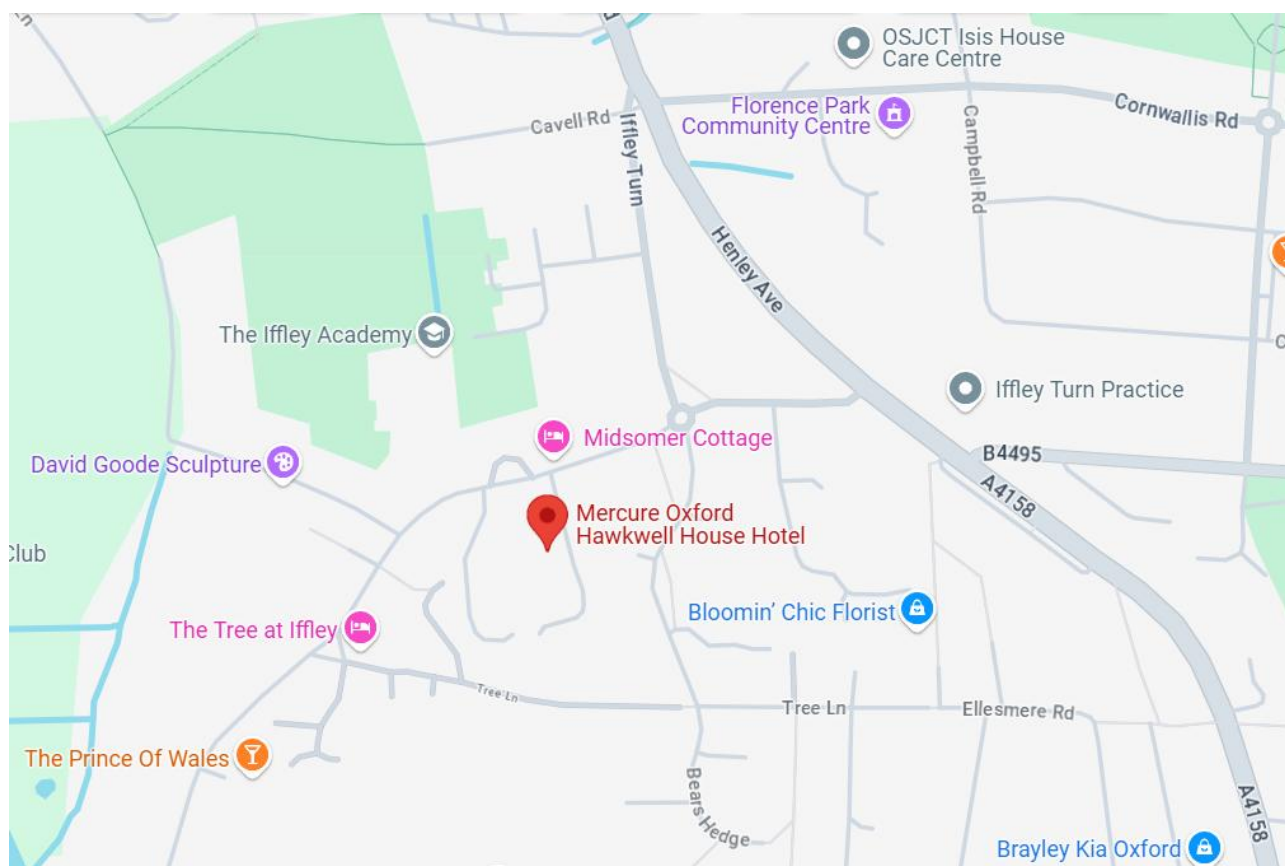 OSJCT Isis House
Care Centre
Florence Park
Community Centre
Cornwallis Rd
Cavell Rd
Iffley Turn
Campbell Rd
Henley Ave
The Iffley Academy
Iffley Turn Practice
Midsomer Cottage
B4495
David Goode Sculpture
A4158
Mercure Oxford
Hawkwell House Hotel
Club
Bloomin' Chic Florist
The Tree at Iffley
Tree Ln
Tree Ln
Ellesmere Rd
The Prince Of Wales
Bears Hedge
A4158
Brayley Kia Oxford